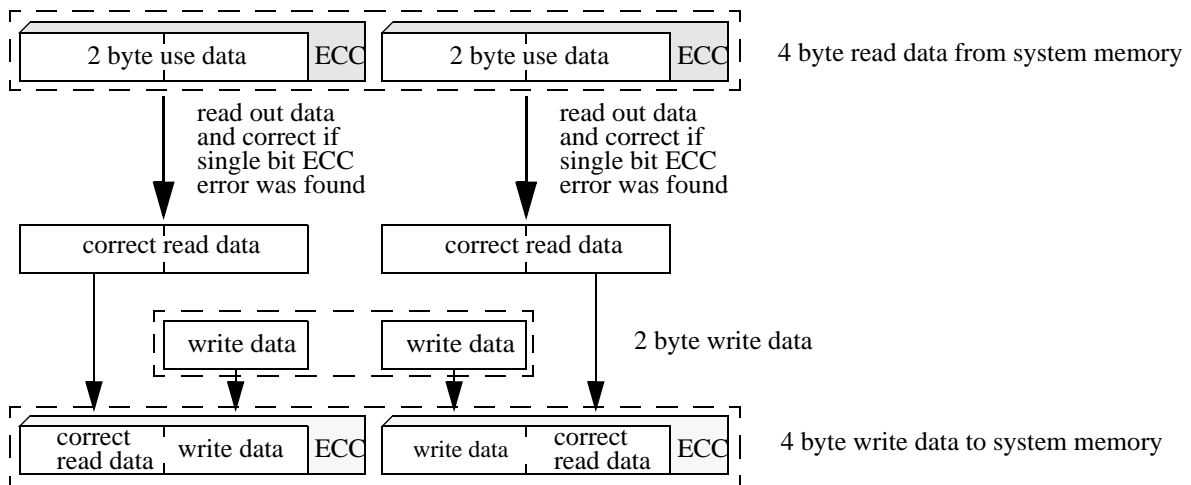 2 byte use data ECC 2 byte use data ECC 4 byte read data from system memory
read out data
and correct if
single bit ECC
error was found
read out data
and correct if
single bit ECC
error was found
correct read data correct read data
write data write data 2 byte write data
correct
read data write data ECC write data correct
read data ECC 4 byte write data to system memory